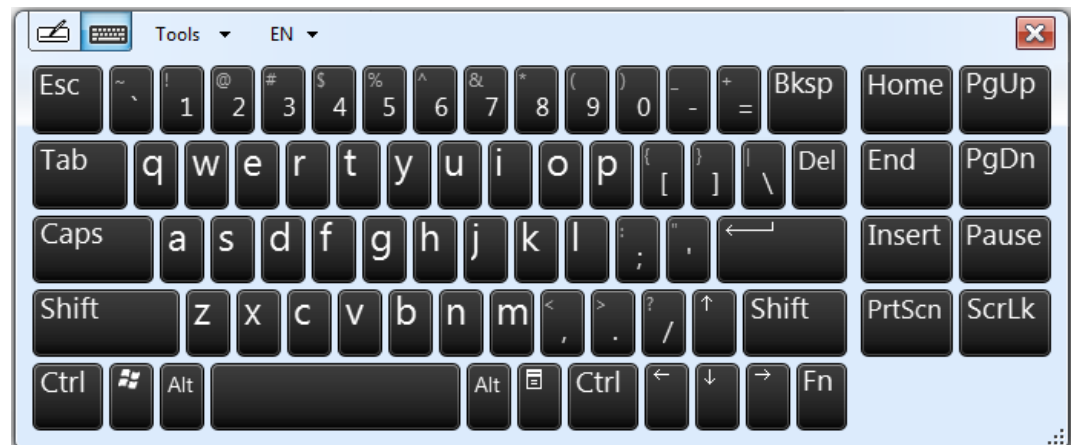 Tools EN
Esc ~ ` ! 1 @ 2 # 3 $ 4 % 5 ^ 6 & 7 * 8 ( 9 ) 0 _ - + = Bksp Home PgUp
Tab q w e r t y u i o p { [ } ] | \ Del End PgDn
Caps a s d f g h j k l : ; " ' Insert Pause
Shift z x c v b n m < , > . ? / ↑ Shift PrtScn ScrLk
Ctrl Alt Alt Ctrl ← ↓ → Fn